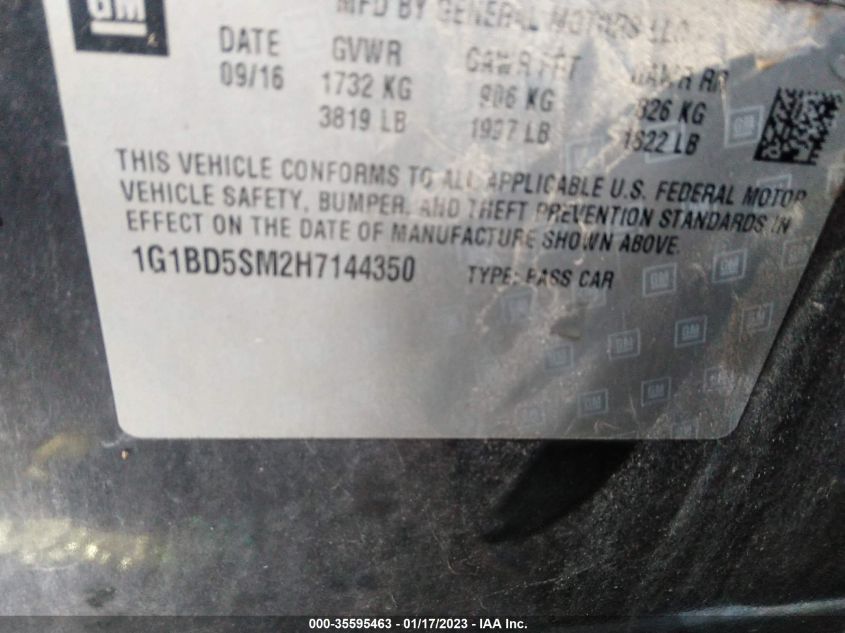 GM
MFD BY GENERAL MOTORS LLC
DATE GVWR GAWR FRT GAWR RR
09/16 1732 KG 906 KG 826 KG
3819 LB 1997 LB 1822 LB
THIS VEHICLE CONFORMS TO ALL APPLICABLE U.S. FEDERAL MOTOR
VEHICLE SAFETY, BUMPER, AND THEFT PREVENTION STANDARDS IN
EFFECT ON THE DATE OF MANUFACTURE SHOWN ABOVE.
1G1BD5SM2H7144350 TYPE: PASS CAR
000-35595463 - 01/17/2023 - IAA Inc.